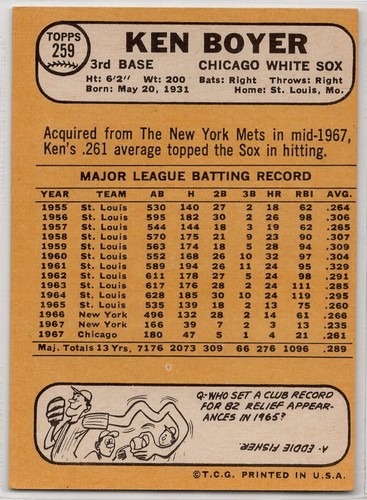 TOPPS
259
KEN BOYER
3rd BASE CHICAGO WHITE SOX
Ht: 6'2" Wt: 200 Bats: Right Throws: Right
Born: May 20, 1931 Home: St. Louis, Mo.
Acquired from The New York Mets in mid-1967,
Ken's .261 average topped the Sox in hitting.
MAJOR LEAGUE BATTING RECORD
YEAR TEAM AB H 2B 3B HR RBI AVG.
1955 St. Louis 530 140 27 2 18 62 .264
1956 St. Louis 595 182 30 2 26 98 .306
1957 St. Louis 544 144 18 3 19 62 .265
1958 St. Louis 570 175 21 9 23 90 .307
1959 St. Louis 563 174 18 5 28 94 .309
1960 St. Louis 552 168 26 10 32 97 .304
1961 St. Louis 589 194 26 11 24 95 .329
1962 St. Louis 611 178 27 5 24 98 .291
1963 St. Louis 617 176 28 2 24 111 .285
1964 St. Louis 628 185 30 10 24 119 .295
1965 St. Louis 535 139 18 2 13 75 .260
1966 New York 496 132 28 2 14 61 .266
1967 New York 166 39 7 2 3 13 .235
1967 Chicago 180 47 5 1 4 21 .261
Maj. Totals 13 Yrs. 7176 2073 309 66 276 1096 .289
Q-WHO SET A CLUB RECORD
FOR 82 RELIEF APPEAR-
ANCES IN 1965?
A-EDDIE FISHER.
©T.C.G. PRINTED IN U.S.A.